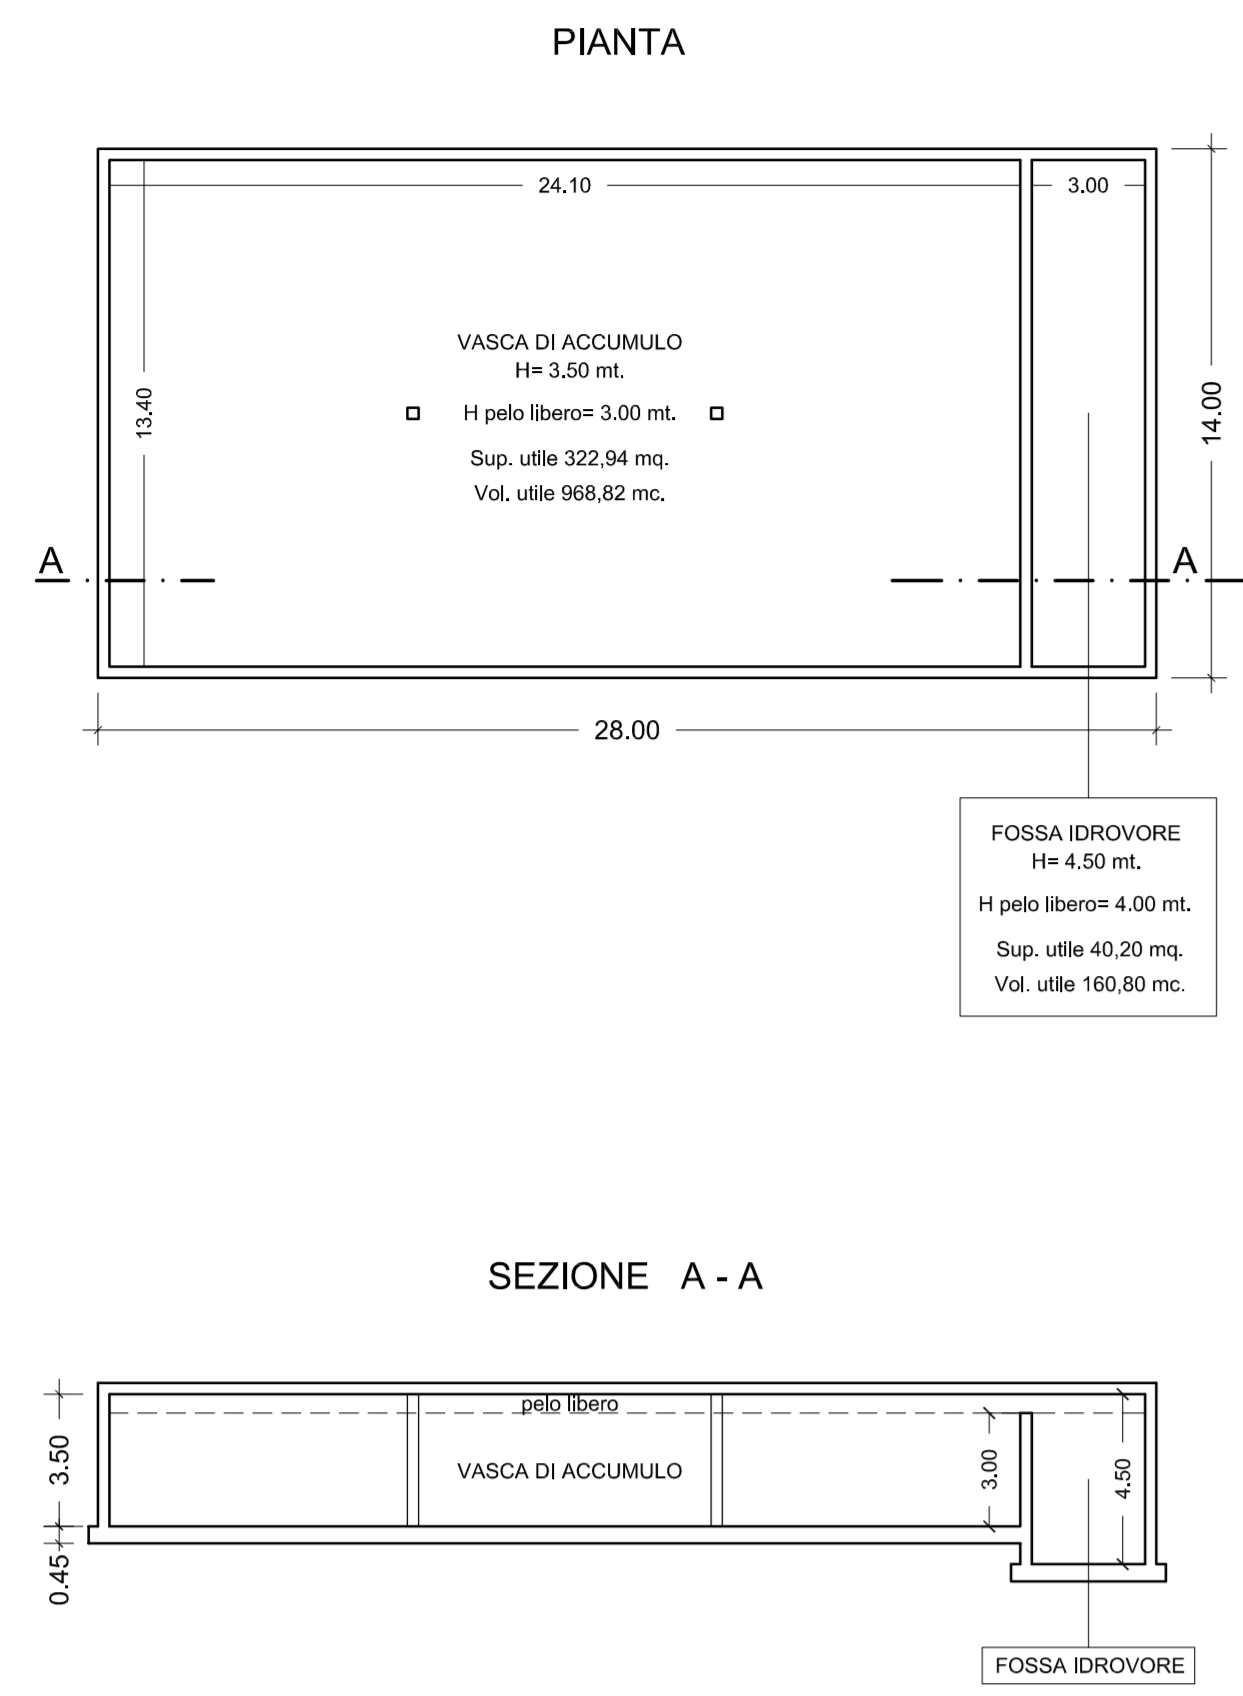 PIANTA
24.10
3.00
13.40
14.00
VASCA DI ACCUMULO
H= 3.50 mt.
H pelo libero= 3.00 mt.
Sup. utile 322,94 mq.
Vol. utile 968,82 mc.
A
A
28.00
FOSSA IDROVORE
H= 4.50 mt.
H pelo libero= 4.00 mt.
Sup. utile 40,20 mq.
Vol. utile 160,80 mc.
SEZIONE A - A
pelo libero
3.50
VASCA DI ACCUMULO
3.00
4.50
0.45
FOSSA IDROVORE